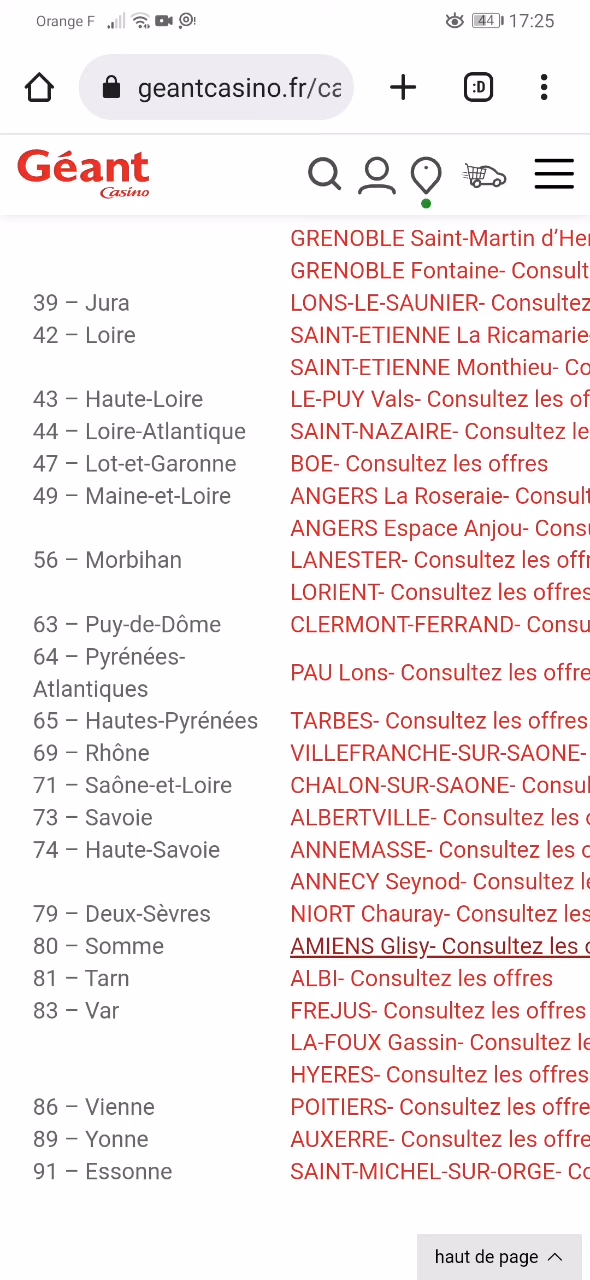 Orange F 44 17:25
:D
geantcasino.fr/ca
Géant
Casino
GRENOBLE Saint-Martin d'He
GRENOBLE Fontaine- Consult
39 – Jura LONS-LE-SAUNIER- Consultez
42 – Loire SAINT-ETIENNE La Ricamarie-
SAINT-ETIENNE Monthieu- Co
43 – Haute-Loire LE-PUY Vals- Consultez les of
44 – Loire-Atlantique SAINT-NAZAIRE- Consultez le
47 – Lot-et-Garonne BOE- Consultez les offres
49 – Maine-et-Loire ANGERS La Roseraie- Consult
ANGERS Espace Anjou- Cons
56 – Morbihan LANESTER- Consultez les offr
LORIENT- Consultez les offres
63 – Puy-de-Dôme CLERMONT-FERRAND- Consu
64 – Pyrénées-
Atlantiques PAU Lons- Consultez les offre
65 – Hautes-Pyrénées TARBES- Consultez les offres
69 – Rhône VILLEFRANCHE-SUR-SAONE-
71 – Saône-et-Loire CHALON-SUR-SAONE- Consul
73 – Savoie ALBERTVILLE- Consultez les o
74 – Haute-Savoie ANNEMASSE- Consultez les o
ANNECY Seynod- Consultez le
79 – Deux-Sèvres NIORT Chauray- Consultez les
80 – Somme AMIENS Glisy- Consultez les o
81 – Tarn ALBI- Consultez les offres
83 – Var FREJUS- Consultez les offres
LA-FOUX Gassin- Consultez le
HYERES- Consultez les offres
86 – Vienne POITIERS- Consultez les offre
89 – Yonne AUXERRE- Consultez les offre
91 – Essonne SAINT-MICHEL-SUR-ORGE- Co
haut de page